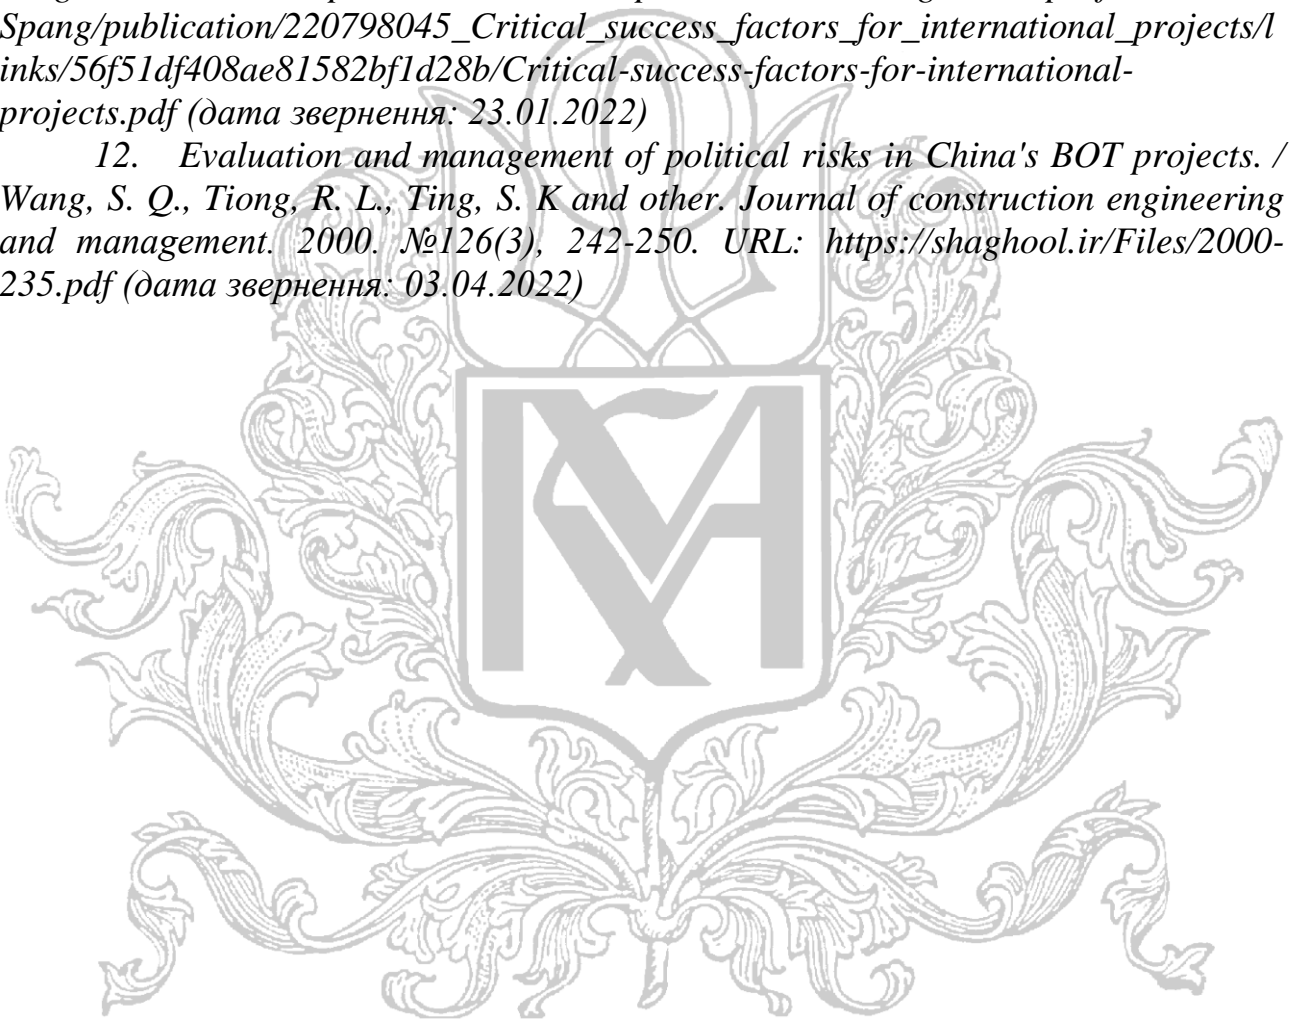 Spang/publication/220798045_Critical_success_factors_for_international_projects/l
inks/56f51df408ae81582bf1d28b/Critical-success-factors-for-international-
projects.pdf (дата звернення: 23.01.2022)
12. Evaluation and management of political risks in China's BOT projects. /
Wang, S. Q., Tiong, R. L., Ting, S. K and other. Journal of construction engineering
and management. 2000. №126(3), 242-250. URL: https://shaghool.ir/Files/2000-
235.pdf (дата звернення: 03.04.2022)